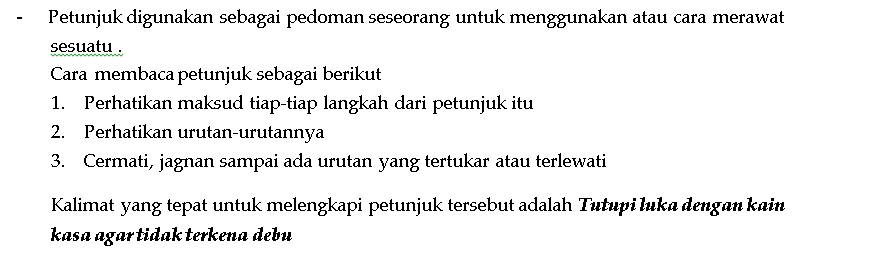 - Petunjuk digunakan sebagai pedoman seseorang untuk menggunakan atau cara merawat
sesuatu .
Cara membaca petunjuk sebagai berikut
1. Perhatikan maksud tiap-tiap langkah dari petunjuk itu
2. Perhatikan urutan-urutannya
3. Cermati, jagnan sampai ada urutan yang tertukar atau terlewati
Kalimat yang tepat untuk melengkapi petunjuk tersebut adalah Tutupi luka dengan kain
kasa agar tidak terkena debu